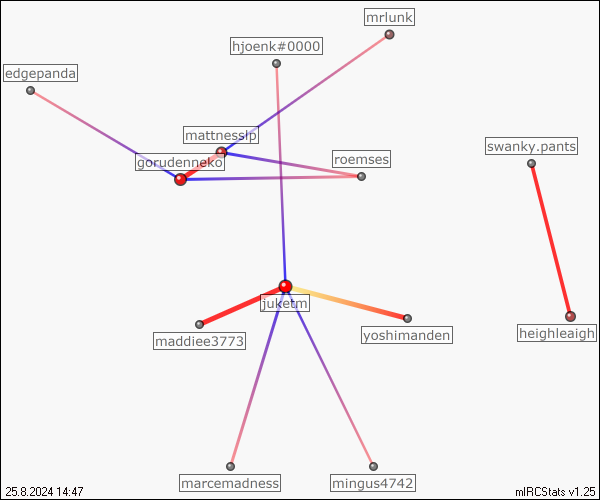 mrlunk
hjoenk#0000
edgepanda
mattnesslp
swanky.pants
roemses
gorudenneko
juketm
heighleaigh
yoshimanden
maddiee3773
marcemadness
mingus4742
25.8.2024 14:47
mIRCStats v1.25